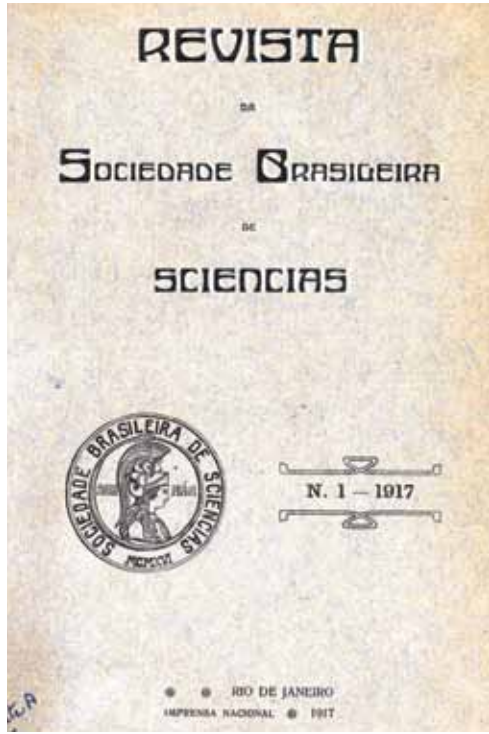 REVISTA
DA
SOCIEDADE BRASILEIRA
DE
SCIENCIAS
SOCIEDADE BRASILEIRA DE SCIENCIAS
MCMXVI
N. 1 — 1917
RIO DE JANEIRO
IMPRENSA NACIONAL 1917